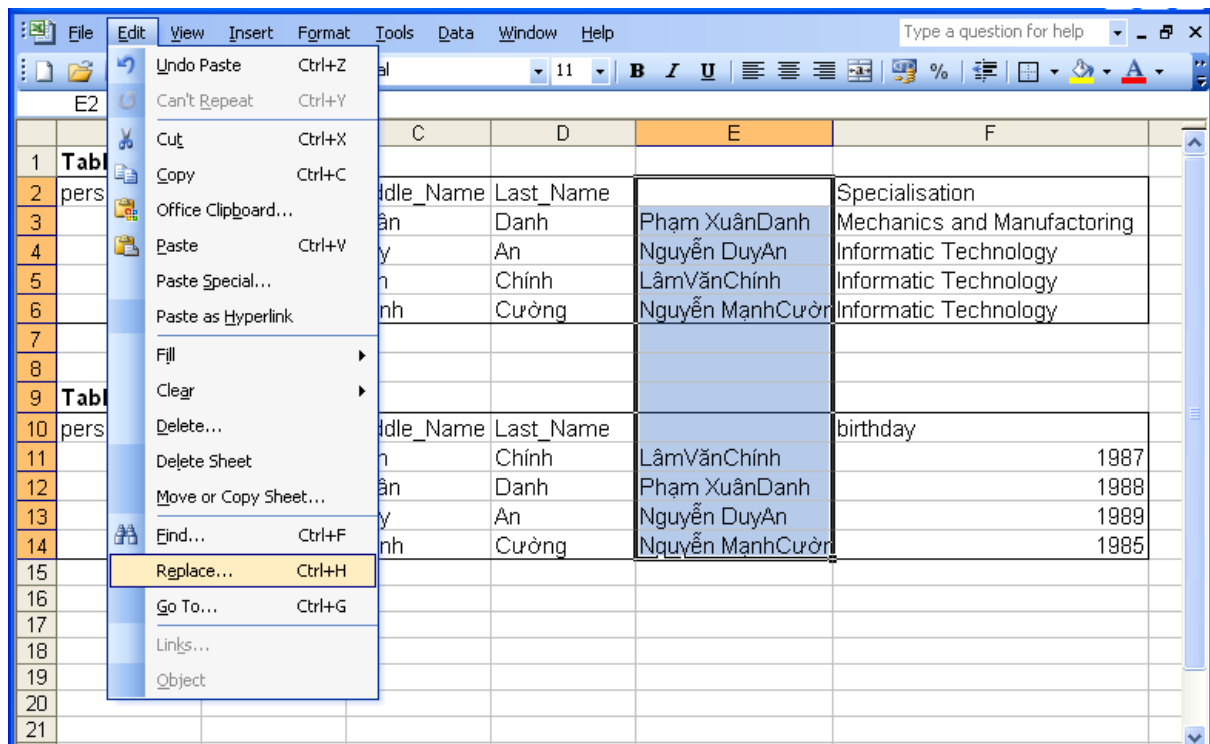 File Edit View Insert Format Tools Data Window Help Type a question for help
Undo Paste Ctrl+Z
11 B I U %
E2
Can't Repeat Ctrl+Y
Cut Ctrl+X
Copy Ctrl+C
Office Clipboard...
Paste Ctrl+V
Paste Special...
Paste as Hyperlink
Fill
Clear
Delete...
Delete Sheet
Move or Copy Sheet...
Find... Ctrl+F
Replace... Ctrl+H
Go To... Ctrl+G
Links...
Object
C D E F
1 Tabl
2 pers ddle_Name Last_Name Specialisation
3 ân Danh Phạm XuânDanh Mechanics and Manufactoring
4 y An Nguyễn DuyAn Informatic Technology
5 Chính LâmVănChính Informatic Technology
6 nh Cường Nguyễn MạnhCườn Informatic Technology
7
8
9 Tabl
10 pers ddle_Name Last_Name birthday
11 Chính LâmVănChính 1987
12 ân Danh Phạm XuânDanh 1988
13 y An Nguyễn DuyAn 1989
14 nh Cường Nguyễn MạnhCườn 1985
15
16
17
18
19
20
21